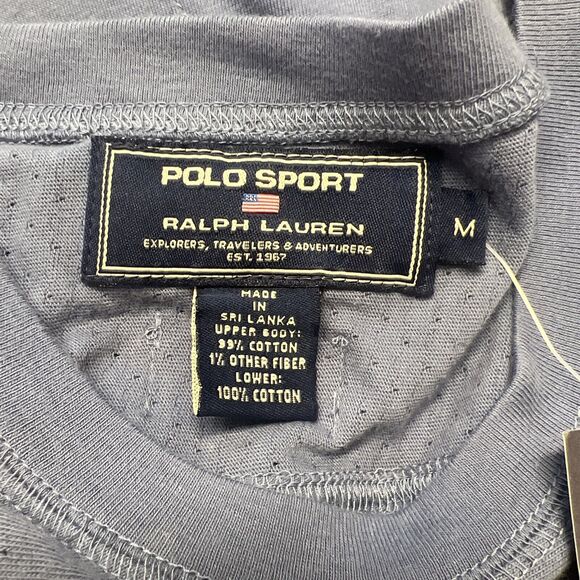 POLO SPORT
RALPH LAUREN
EXPLORERS, TRAVELERS & ADVENTURERS
EST. 1967
M
MADE
IN
SRI LANKA
UPPER BODY:
99% COTTON
1% OTHER FIBER
LOWER:
100% COTTON